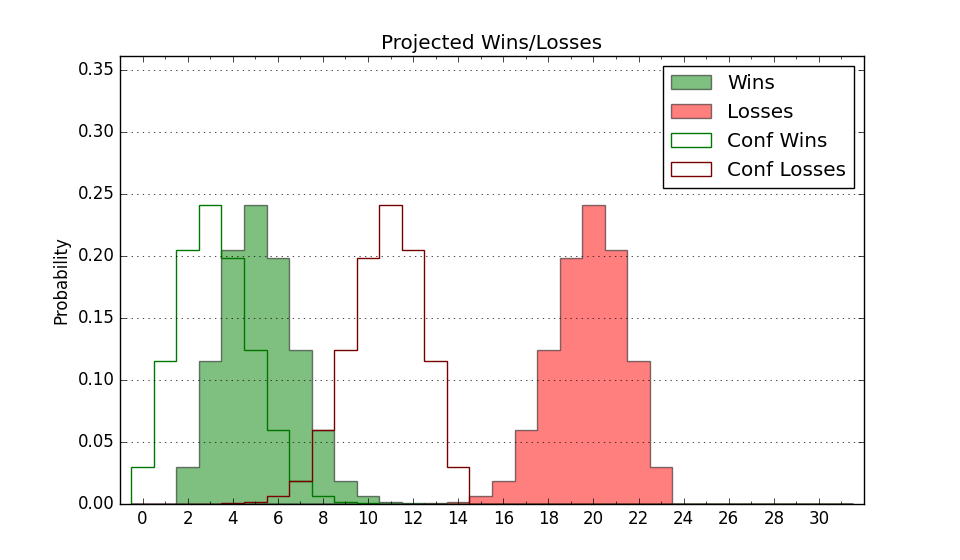 Projected Wins/Losses
0.35
0.30
0.25
0.20
0.15
0.10
0.05
0.00
Probability
Wins
Losses
Conf Wins
Conf Losses
0 2 4 6 8 10 12 14 16 18 20 22 24 26 28 30